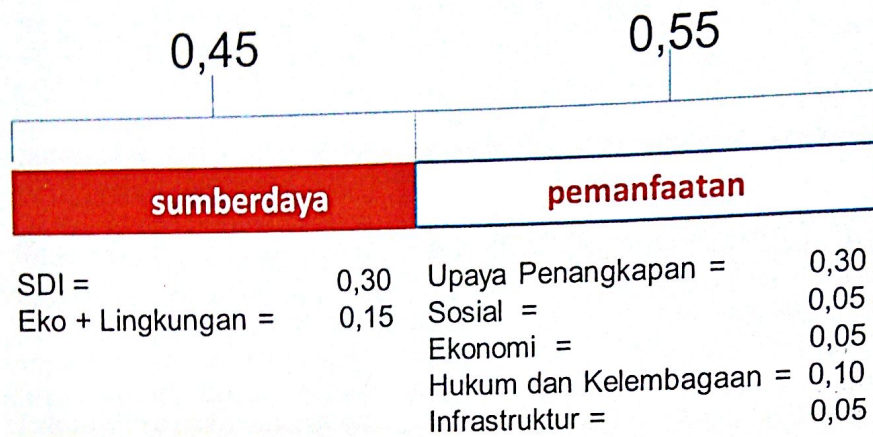 0,45 0,55
sumberdaya pemanfaatan
SDI = 0,30
Eko + Lingkungan = 0,15
Upaya Penangkapan = 0,30
Sosial = 0,05
Ekonomi = 0,05
Hukum dan Kelembagaan = 0,10
Infrastruktur = 0,05